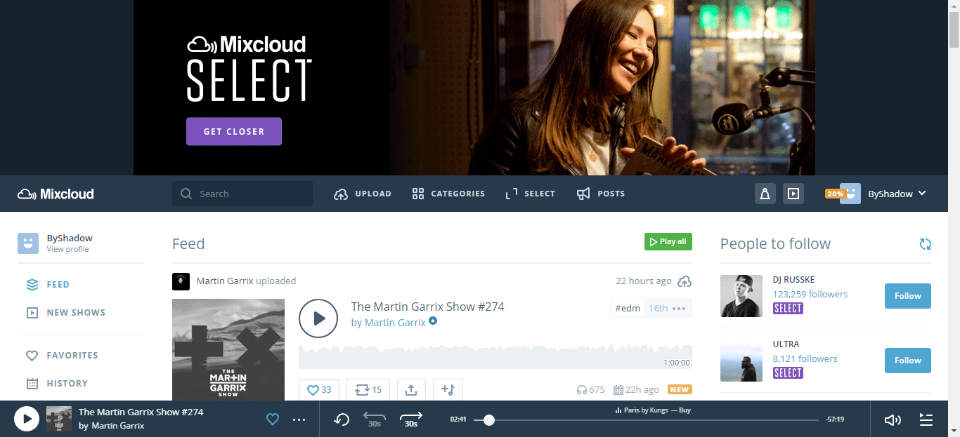 Mixcloud
SELECT
GET CLOSER
Mixcloud
Search
UPLOAD
CATEGORIES
SELECT
POSTS
20%
ByShadow
ByShadow
View profile
FEED
NEW SHOWS
FAVORITES
HISTORY
Feed
Play all
Martin Garrix uploaded
22 hours ago
THE
MARTIN
GARRIX
SHOW
The Martin Garrix Show #274
by Martin Garrix
#edm
16th
1:00:00
33
15
675
22h ago
NEW
People to follow
DJ RUSSKE
123,259 followers
SELECT
Follow
ULTRA
8,121 followers
SELECT
Follow
The Martin Garrix Show #274
by Martin Garrix
30s
30s
02:41
Paris by Kungs — Buy
-57:19